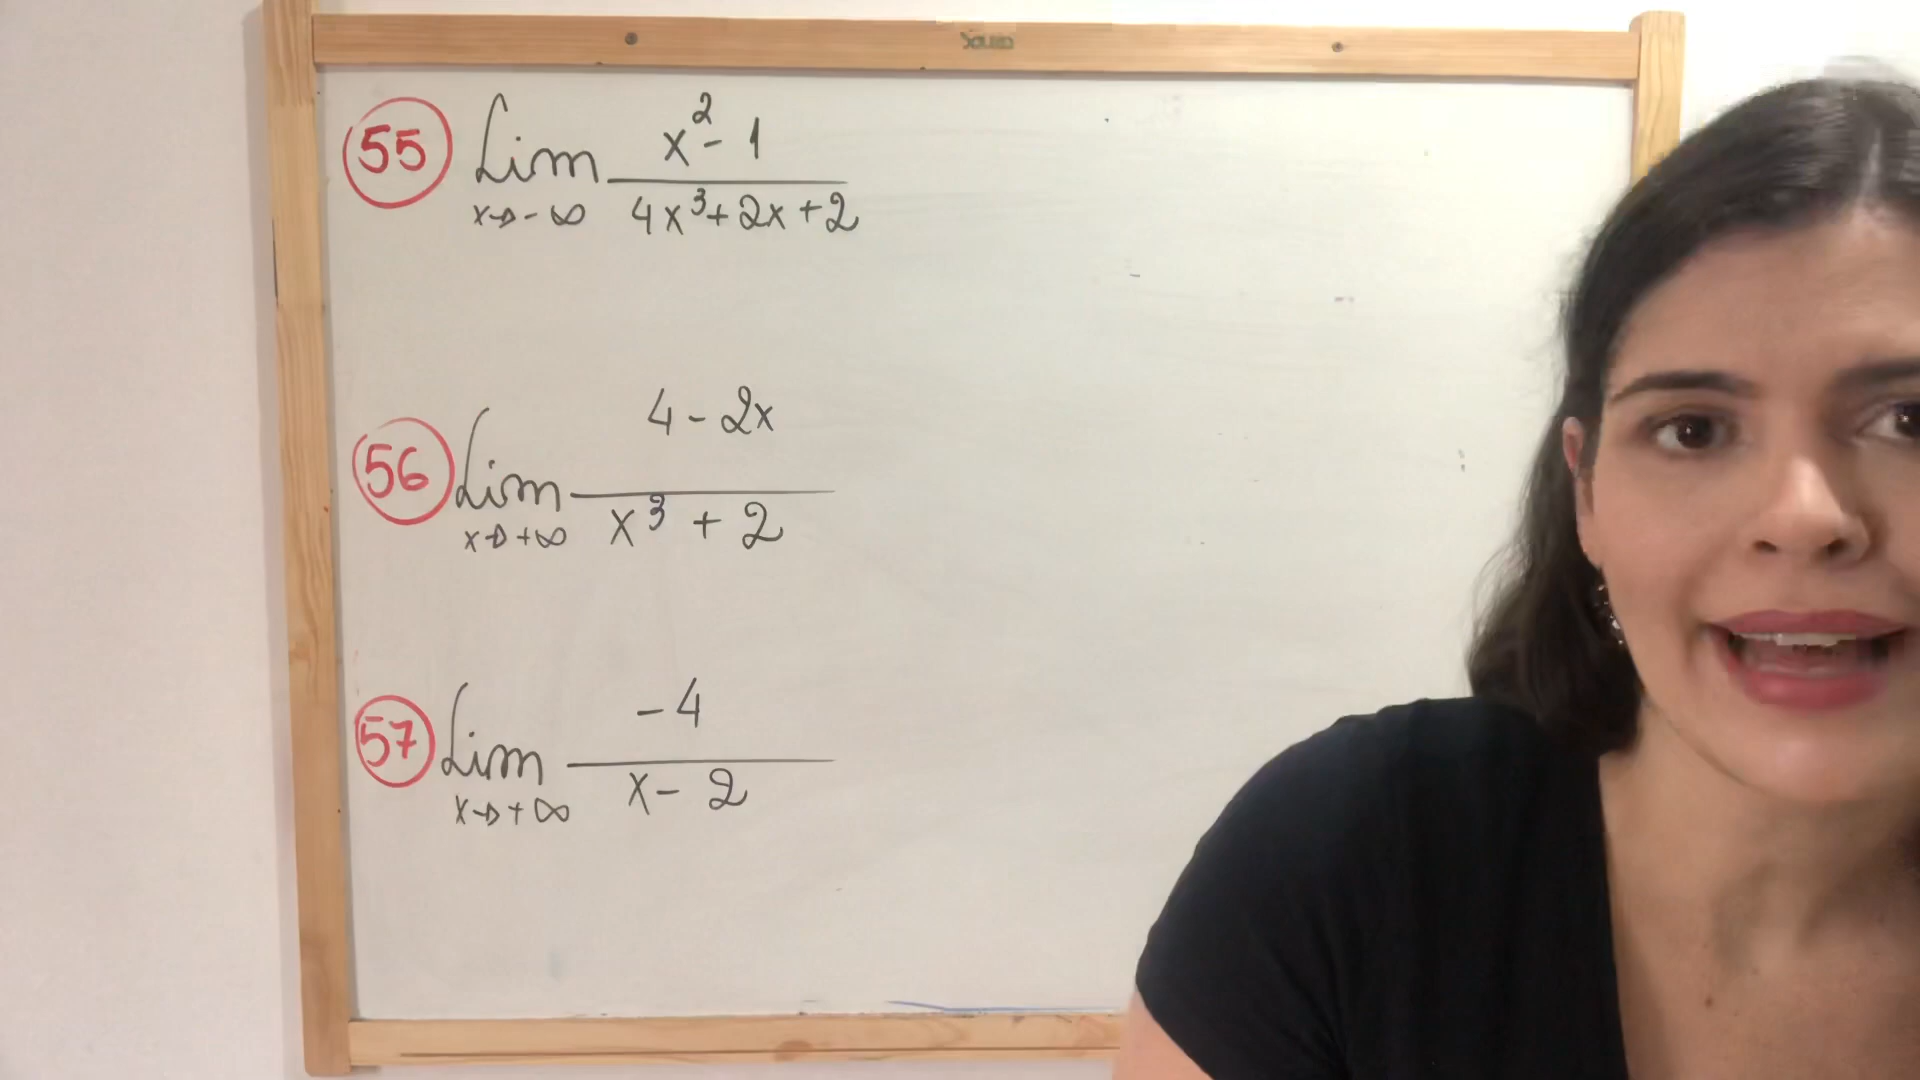 55 Lim x² - 1
x→-∞ 4x³ + 2x + 2
56 Lim 4 - 2x
x→+∞ x³ + 2
57 Lim -4
x→+∞ x - 2